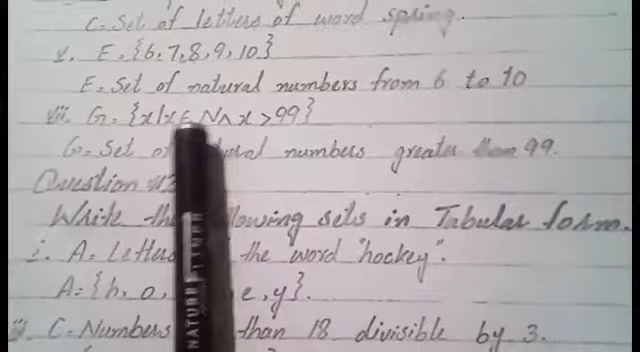 C = Set of letters of word spring.
v. E = {6, 7, 8, 9, 10}
E = Set of natural numbers from 6 to 10
vii. G = {x|x∈ N ∧ x > 99}
G = Set of numbers greater than 99.
Question
Write sets in Tabular form.
i. A = Letters the word "hockey".
A = {h, o, e, y}.
C = Numbers than 18 divisible by 3.
NATURE LINER